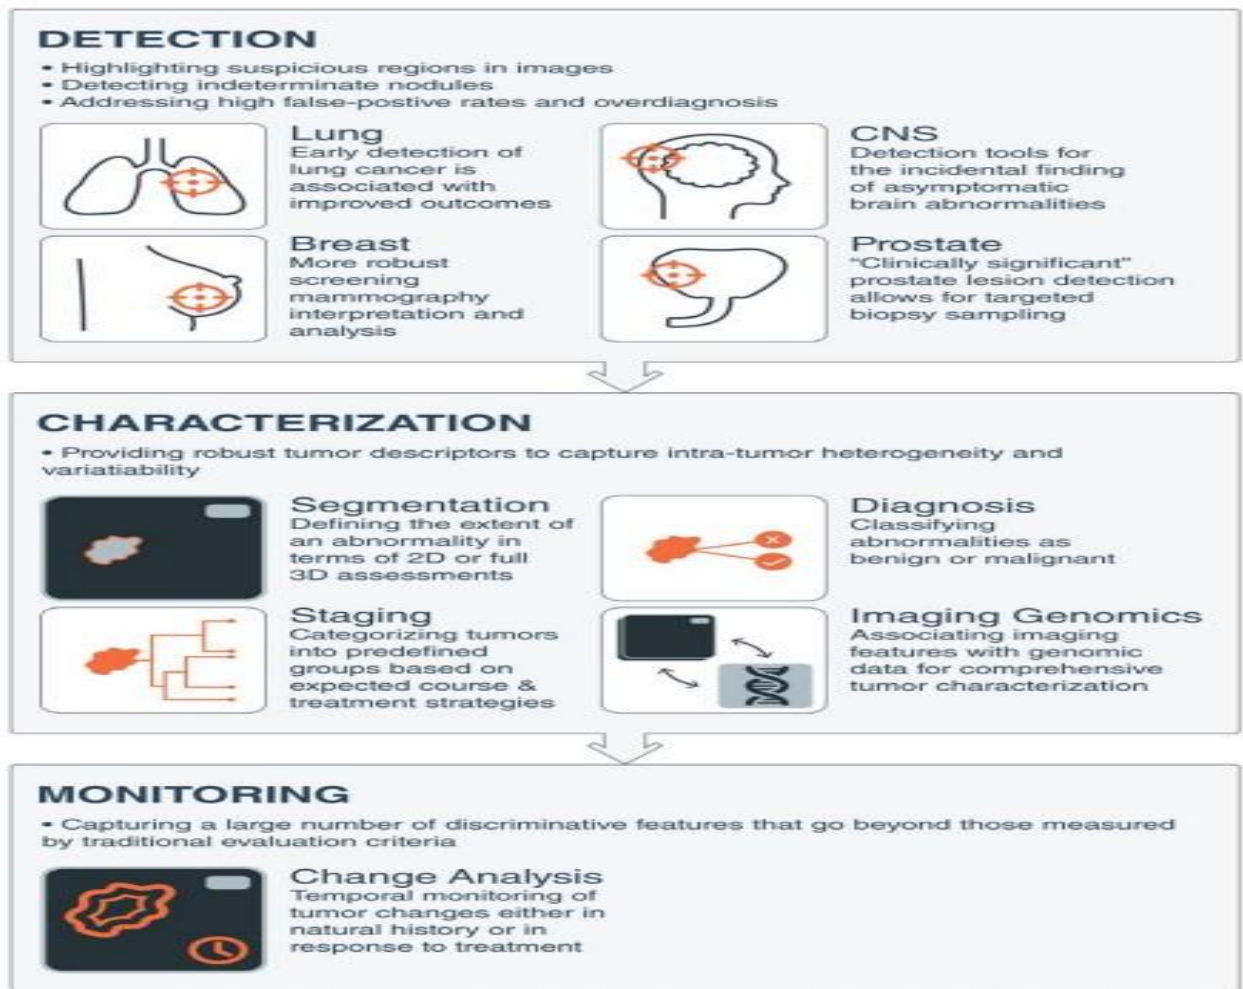 DETECTION
• Highlighting suspicious regions in images
• Detecting indeterminate nodules
• Addressing high false-postive rates and overdiagnosis
Lung
Early detection of
lung cancer is
associated with
improved outcomes
CNS
Detection tools for
the incidental finding
of asymptomatic
brain abnormalities
Breast
More robust
screening
mammography
interpretation and
analysis
Prostate
"Clinically significant"
prostate lesion detection
allows for targeted
biopsy sampling
CHARACTERIZATION
• Providing robust tumor descriptors to capture intra-tumor heterogeneity and
variatiability
Segmentation
Defining the extent of
an abnormality in
terms of 2D or full
3D assessments
Diagnosis
Classifying
abnormalities as
benign or malignant
Staging
Categorizing tumors
into predefined
groups based on
expected course &
treatment strategies
Imaging Genomics
Associating imaging
features with genomic
data for comprehensive
tumor characterization
MONITORING
• Capturing a large number of discriminative features that go beyond those measured
by traditional evaluation criteria
Change Analysis
Temporal monitoring of
tumor changes either in
natural history or in
response to treatment